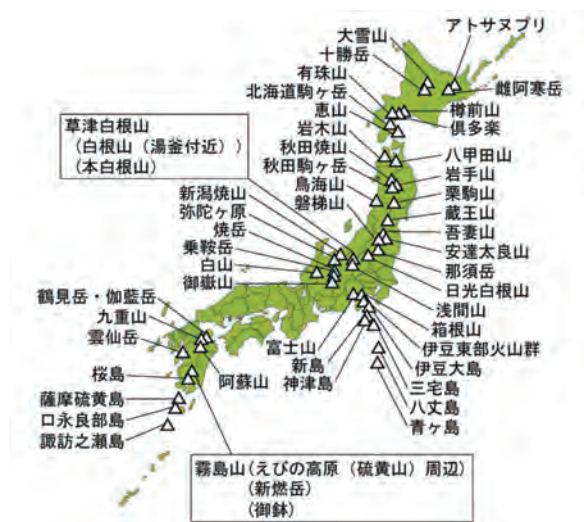 アトサヌプリ
大雪山
十勝岳
有珠山
北海道駒ヶ岳
恵山
岩木山
秋田焼山
秋田駒ヶ岳
鳥海山
磐梯山
雌阿寒岳
樽前山
倶多楽
八甲田山
岩手山
栗駒山
蔵王山
吾妻山
安達太良山
那須岳
日光白根山
浅間山
箱根山
伊豆東部火山群
伊豆大島
三宅島
八丈島
青ヶ島
草津白根山
(白根山(湯釜付近))
(本白根山)
新潟焼山
弥陀ヶ原
焼岳
乗鞍岳
白山
御嶽山
富士山
新島
神津島
鶴見岳・伽藍岳
九重山
雲仙岳
阿蘇山
桜島
薩摩硫黄島
口永良部島
諏訪之瀬島
霧島山(えびの高原(硫黄山)周辺)
(新燃岳)
(御鉢)